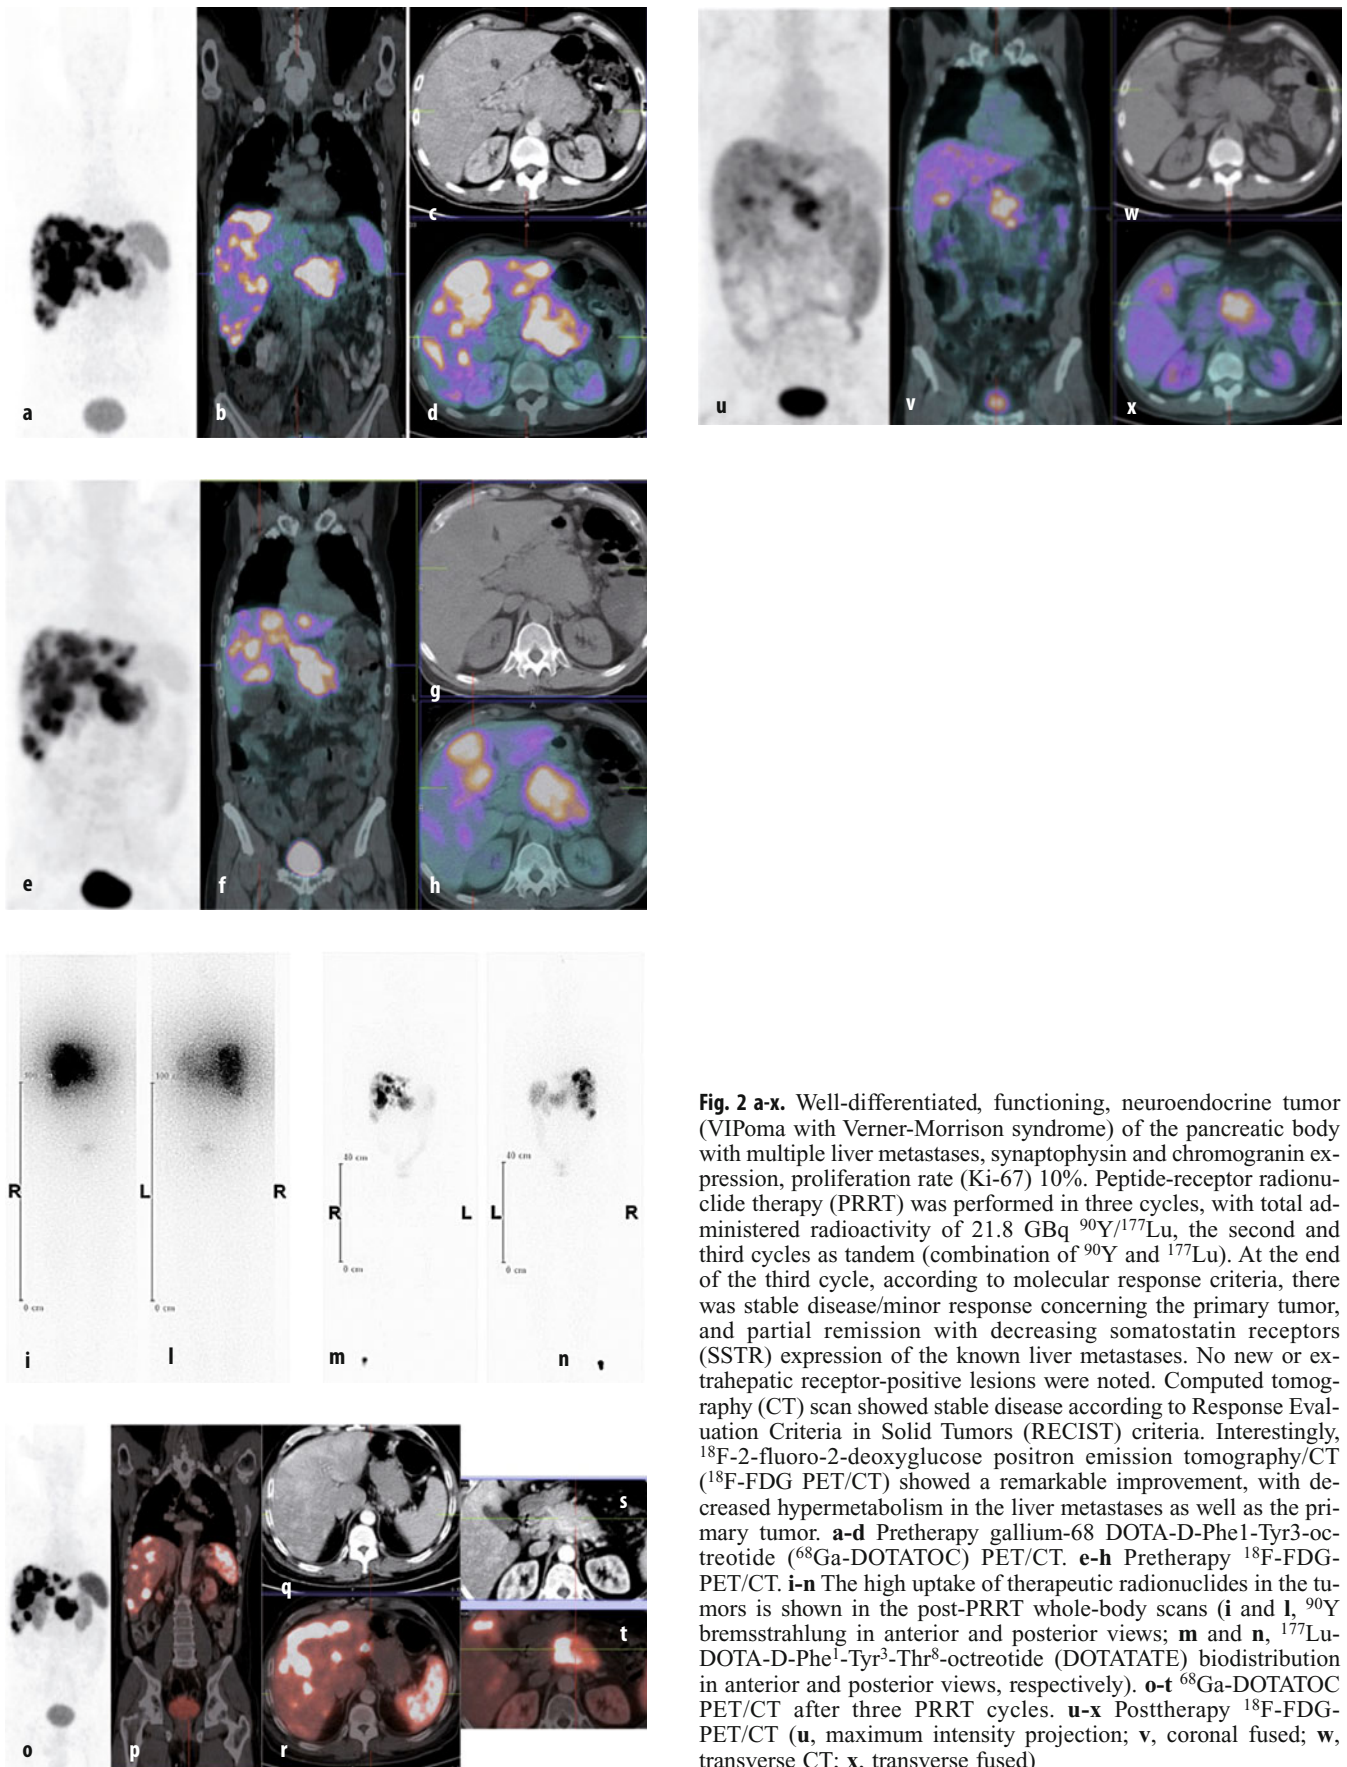 a
b
c
d
u
v
w
x
e
f
g
h
R
L
R
R
L
L
R
100 cm
0 cm
100 cm
0 cm
40 cm
0 cm
40 cm
0 cm
i
l
m
n
o
p
q
r
s
t
Fig. 2 a-x. Well-differentiated, functioning, neuroendocrine tumor
(VIPoma with Verner-Morrison syndrome) of the pancreatic body
with multiple liver metastases, synaptophysin and chromogranin ex-
pression, proliferation rate (Ki-67) 10%. Peptide-receptor radionu-
clide therapy (PRRT) was performed in three cycles, with total ad-
ministered radioactivity of 21.8 GBq ⁹⁰Y/¹⁷⁷Lu, the second and
third cycles as tandem (combination of ⁹⁰Y and ¹⁷⁷Lu). At the end
of the third cycle, according to molecular response criteria, there
was stable disease/minor response concerning the primary tumor,
and partial remission with decreasing somatostatin receptors
(SSTR) expression of the known liver metastases. No new or ex-
trahepatic receptor-positive lesions were noted. Computed tomog-
raphy (CT) scan showed stable disease according to Response Eval-
uation Criteria in Solid Tumors (RECIST) criteria. Interestingly,
¹⁸F-2-fluoro-2-deoxyglucose positron emission tomography/CT
(¹⁸F-FDG PET/CT) showed a remarkable improvement, with de-
creased hypermetabolism in the liver metastases as well as the pri-
mary tumor. a-d Pretherapy gallium-68 DOTA-D-Phe1-Tyr3-oc-
treotide (⁶⁸Ga-DOTATOC) PET/CT. e-h Pretherapy ¹⁸F-FDG-
PET/CT. i-n The high uptake of therapeutic radionuclides in the tu-
mors is shown in the post-PRRT whole-body scans (i and l, ⁹⁰Y
bremsstrahlung in anterior and posterior views; m and n, ¹⁷⁷Lu-
DOTA-D-Phe¹-Tyr³-Thr⁸-octreotide (DOTATATE) biodistribution
in anterior and posterior views, respectively). o-t ⁶⁸Ga-DOTATOC
PET/CT after three PRRT cycles. u-x Posttherapy ¹⁸F-FDG-
PET/CT (u, maximum intensity projection; v, coronal fused; w,
transverse CT; x, transverse fused)